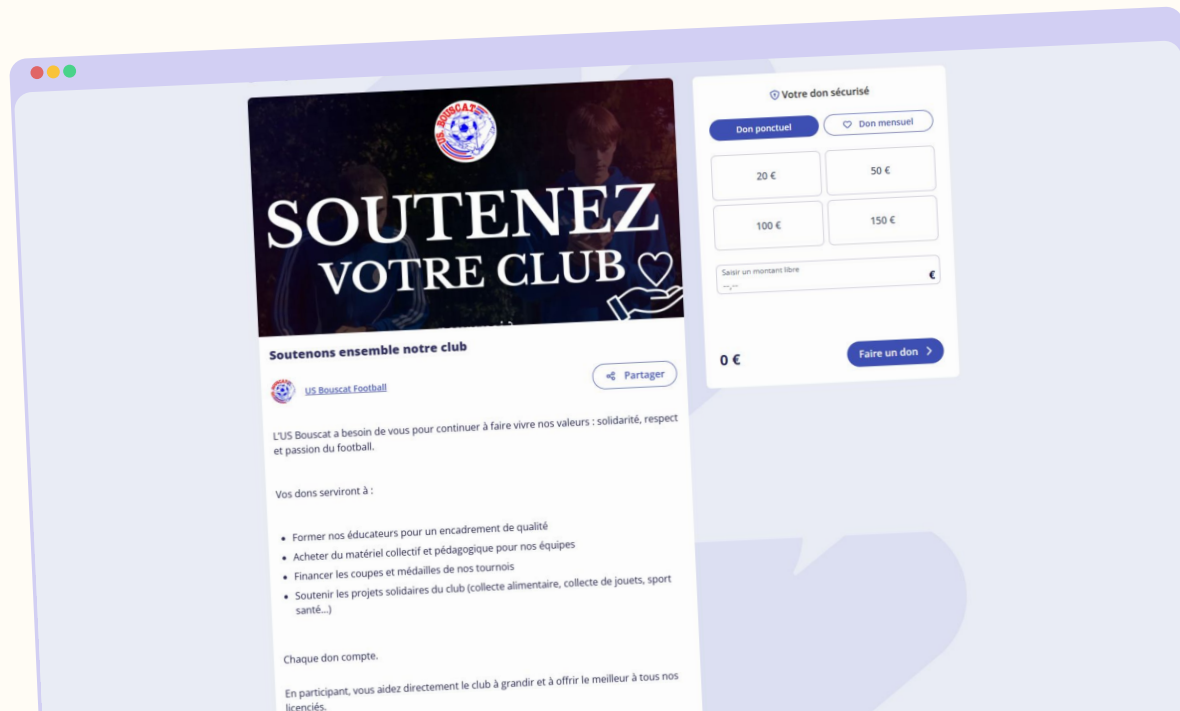 US BOUSCAT
SOUTENEZ
VOTRE CLUB
Soutenons ensemble notre club
US Bouscat Football
Partager
L'US Bouscat a besoin de vous pour continuer à faire vivre nos valeurs : solidarité, respect
et passion du football.
Vos dons serviront à :
• Former nos éducateurs pour un encadrement de qualité
• Acheter du matériel collectif et pédagogique pour nos équipes
• Financer les coupes et médailles de nos tournois
• Soutenir les projets solidaires du club (collecte alimentaire, collecte de jouets, sport
santé...)
Chaque don compte.
En participant, vous aidez directement le club à grandir et à offrir le meilleur à tous nos
licenciés.
Votre don sécurisé
Don ponctuel
Don mensuel
20 €
50 €
100 €
150 €
Saisir un montant libre
--,--
€
0 €
Faire un don